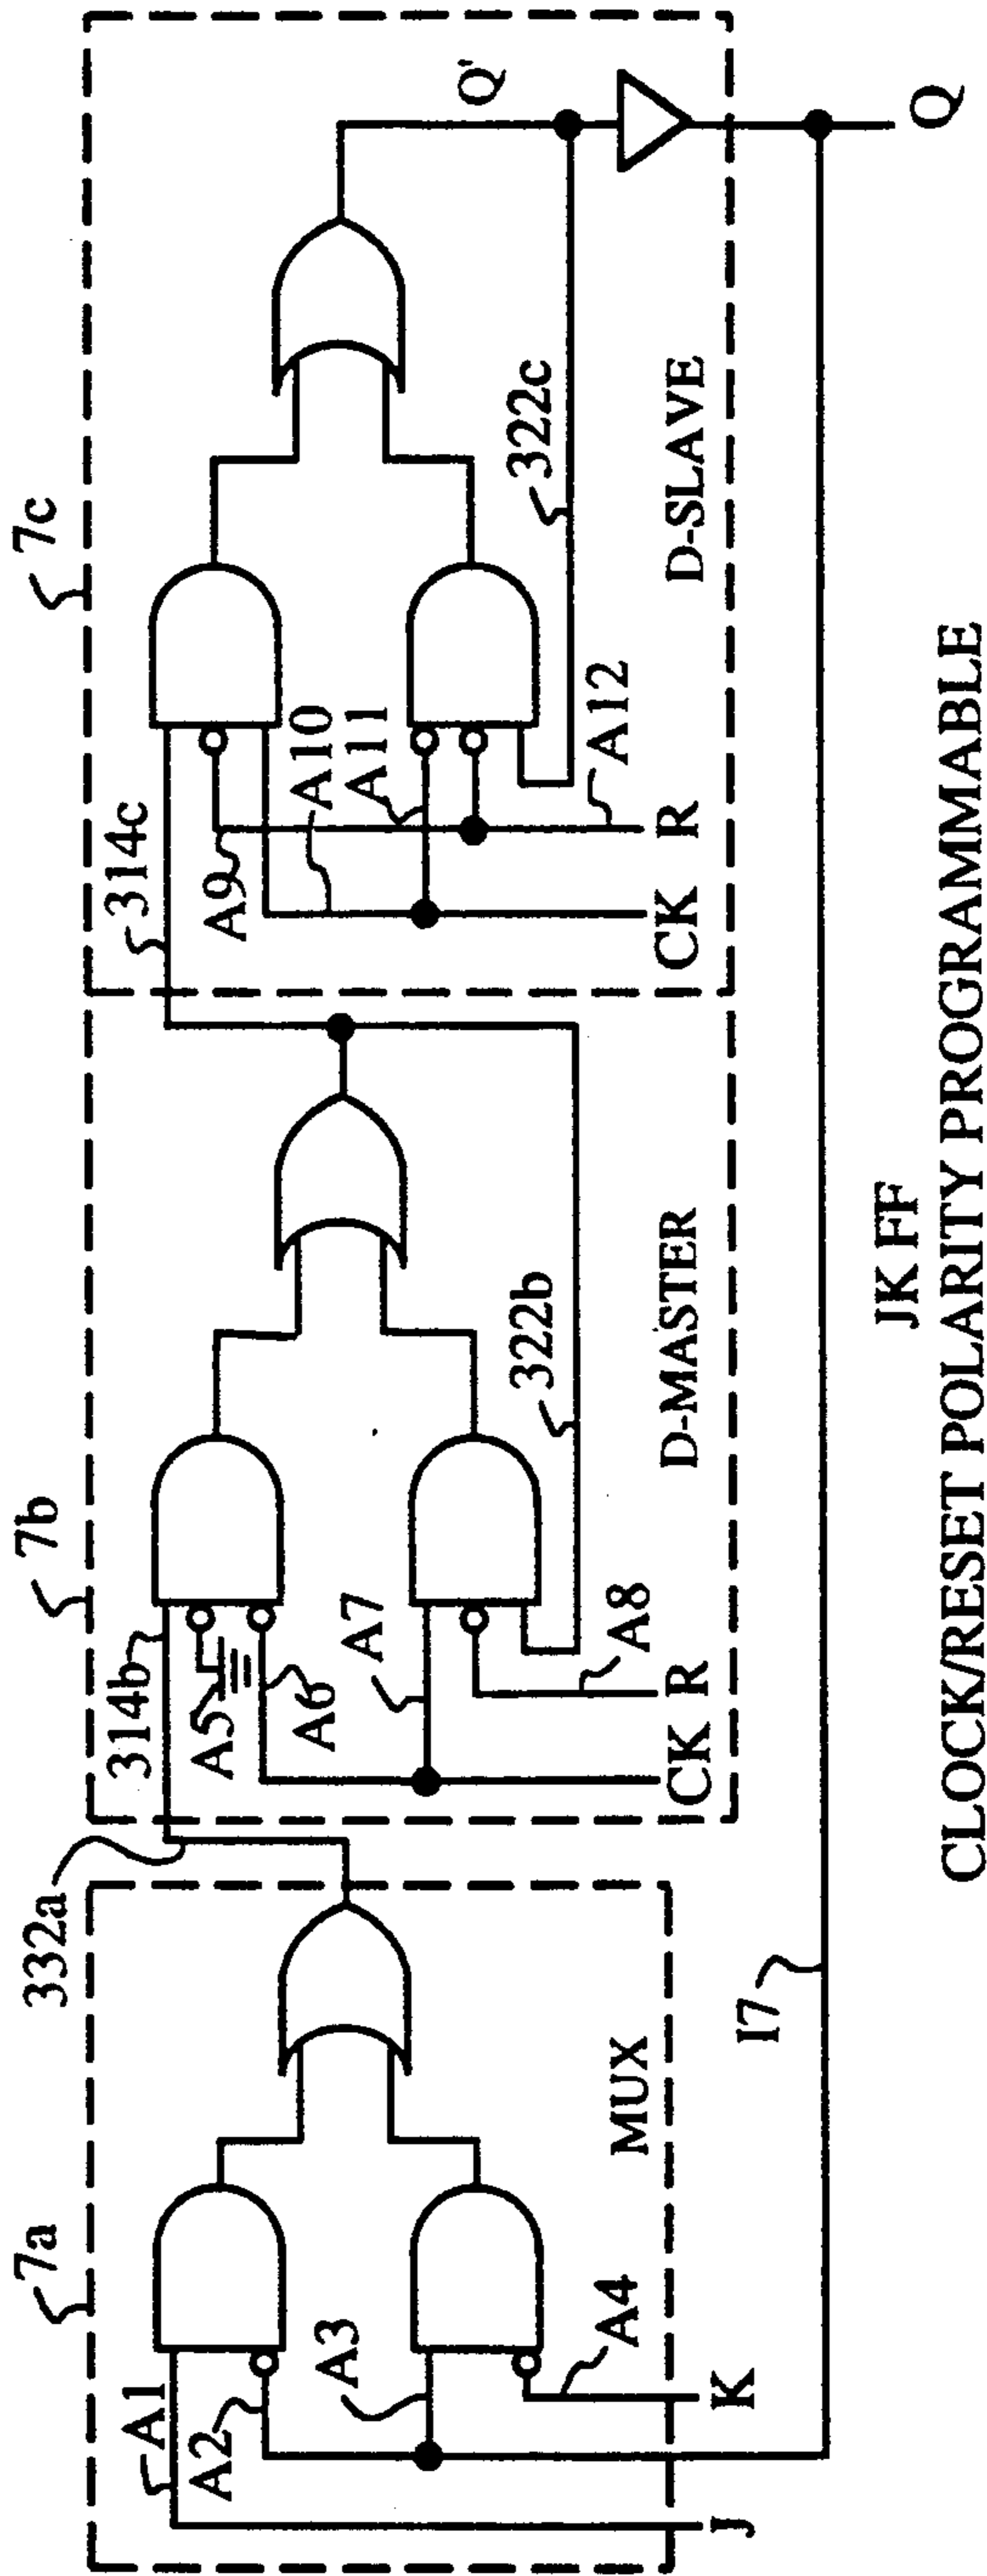 7a
7b
7c
332a
314b
314c
A1
A2
A3
A4
A5
A6
A7
A8
A9
A10
A11
A12
322b
322c
Q'
J
K
CK R
CK R
MUX
D-MASTER
D-SLAVE
I7
Q
JK FF
CLOCK/RESET POLARITY PROGRAMMABLE